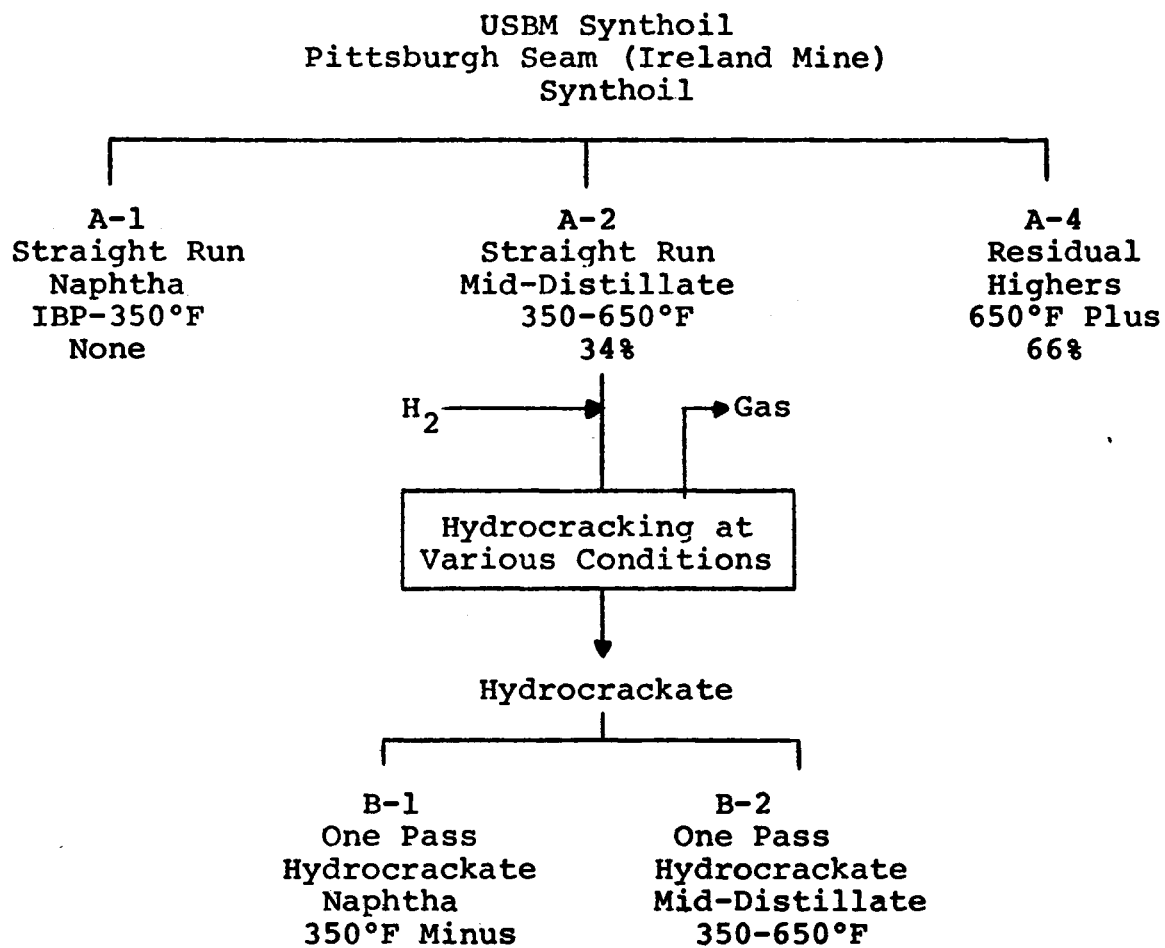 USBM Synthoil
Pittsburgh Seam (Ireland Mine)
Synthoil
A-1
Straight Run
Naphtha
IBP-350°F
None
A-2
Straight Run
Mid-Distillate
350-650°F
34%
A-4
Residual
Highers
650°F Plus
66%
H2
Gas
Hydrocracking at
Various Conditions
Hydrocrackate
B-1
One Pass
Hydrocrackate
Naphtha
350°F Minus
B-2
One Pass
Hydrocrackate
Mid-Distillate
350-650°F